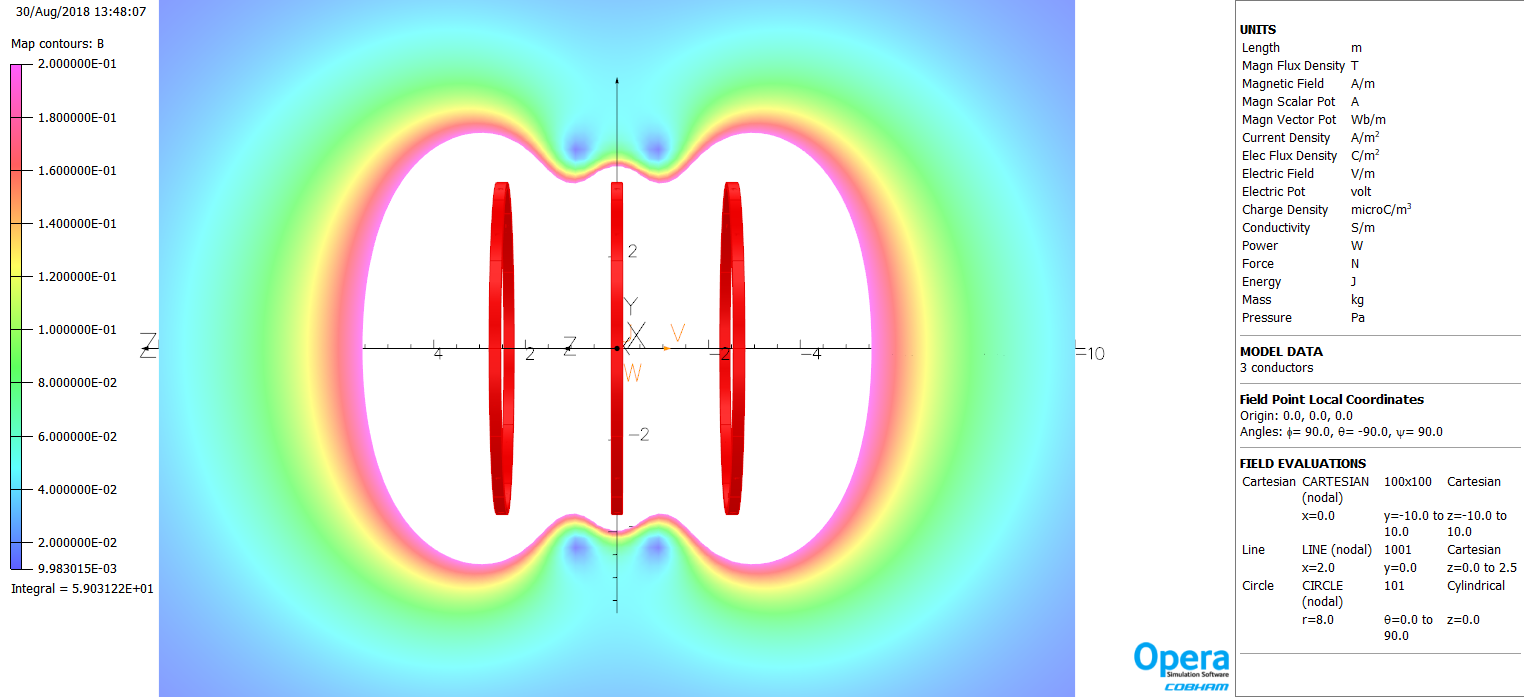 30/Aug/2018 13:48:07
Map contours: B
2.000000E-01
1.800000E-01
1.600000E-01
1.400000E-01
1.200000E-01
1.000000E-01
8.000000E-02
6.000000E-02
4.000000E-02
2.000000E-02
9.983015E-03
Integral = 5.903122E+01
2
Y
X
Z
Z
V
W
4
2
-2
-4
-10
-2
Opera
Simulation Software
COBHAM
UNITS
Length m
Magn Flux Density T
Magnetic Field A/m
Magn Scalar Pot A
Magn Vector Pot Wb/m
Current Density A/m²
Elec Flux Density C/m²
Electric Field V/m
Electric Pot volt
Charge Density microC/m³
Conductivity S/m
Power W
Force N
Energy J
Mass kg
Pressure Pa
MODEL DATA
3 conductors
Field Point Local Coordinates
Origin: 0.0, 0.0, 0.0
Angles: ϕ= 90.0, θ= -90.0, ψ= 90.0
FIELD EVALUATIONS
Cartesian CARTESIAN 100x100 Cartesian
(nodal)
x=0.0 y=-10.0 to z=-10.0 to
10.0 10.0
Line LINE (nodal) 1001 Cartesian
x=2.0 y=0.0 z=0.0 to 2.5
Circle CIRCLE 101 Cylindrical
(nodal)
r=8.0 θ=0.0 to z=0.0
90.0